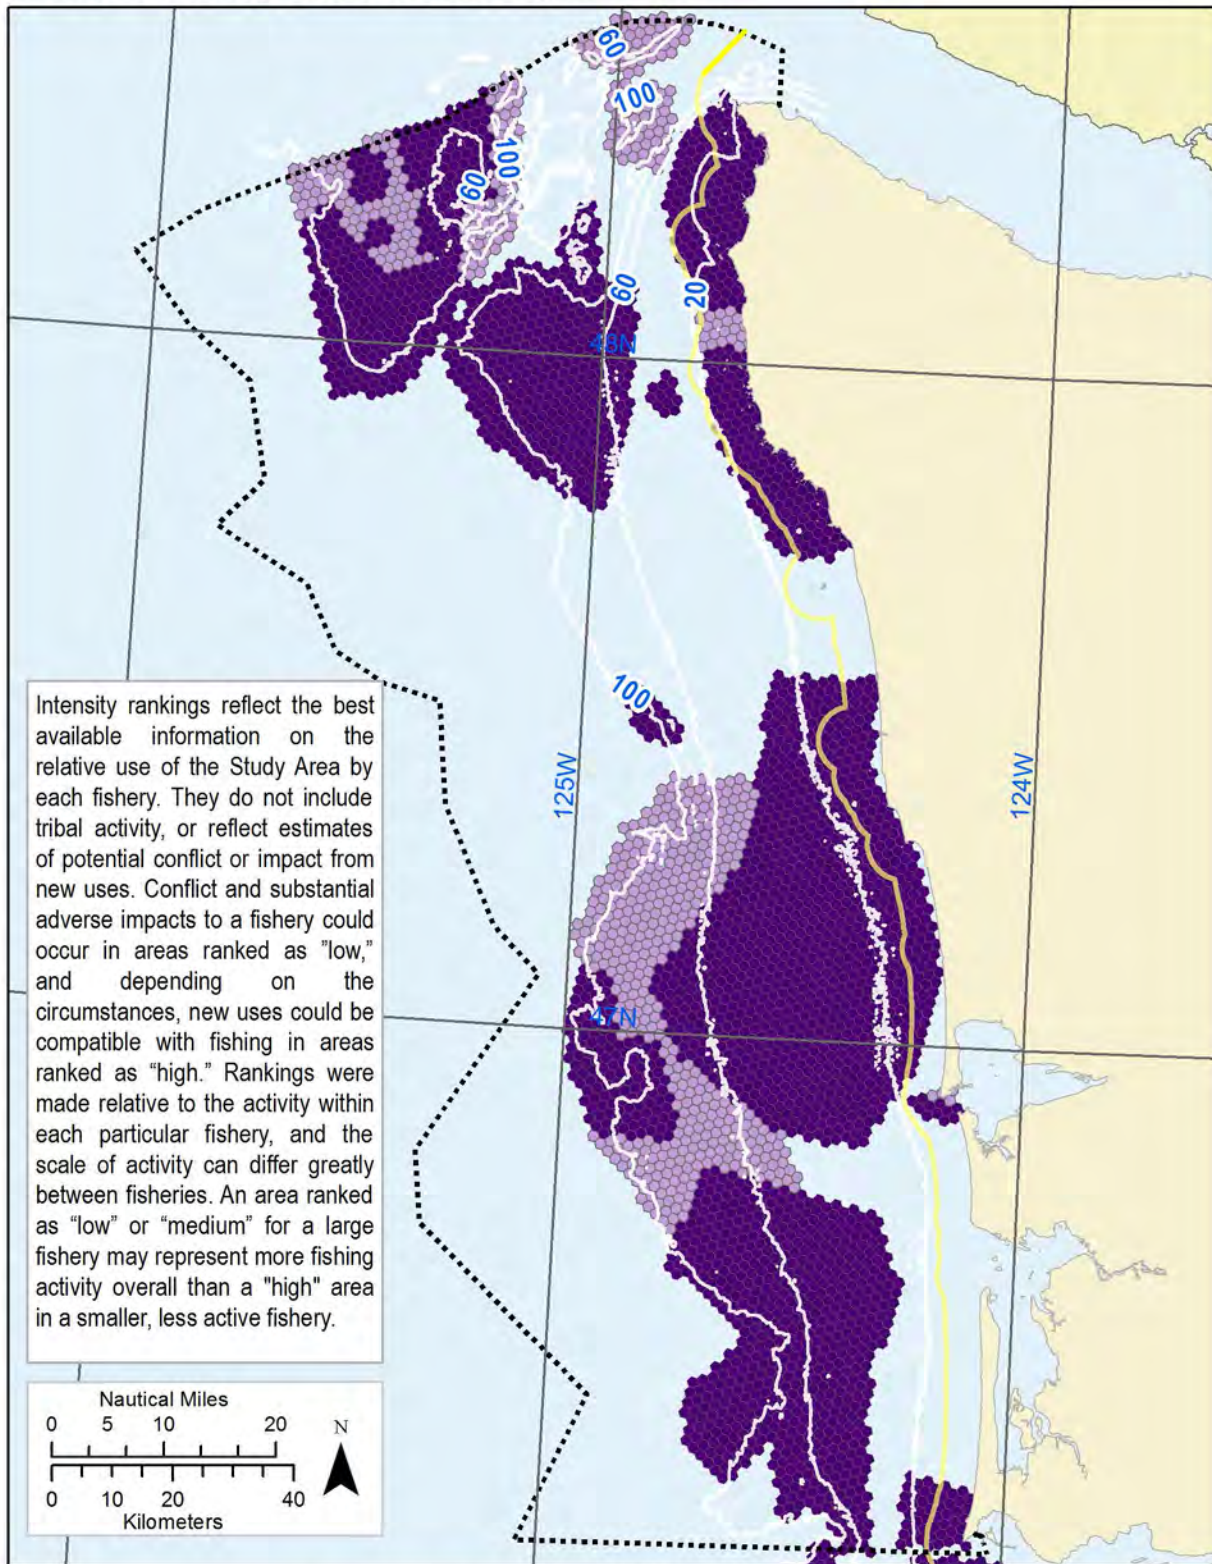 60
100
100
60
60
20
48N
100
125W
124W
47N
Intensity rankings reflect the best
available information on the
relative use of the Study Area by
each fishery. They do not include
tribal activity, or reflect estimates
of potential conflict or impact from
new uses. Conflict and substantial
adverse impacts to a fishery could
occur in areas ranked as "low,"
and depending on the
circumstances, new uses could be
compatible with fishing in areas
ranked as “high.” Rankings were
made relative to the activity within
each particular fishery, and the
scale of activity can differ greatly
between fisheries. An area ranked
as “low” or “medium” for a large
fishery may represent more fishing
activity overall than a "high" area
in a smaller, less active fishery.
Nautical Miles
0 5 10 20
N
0 10 20 40
Kilometers